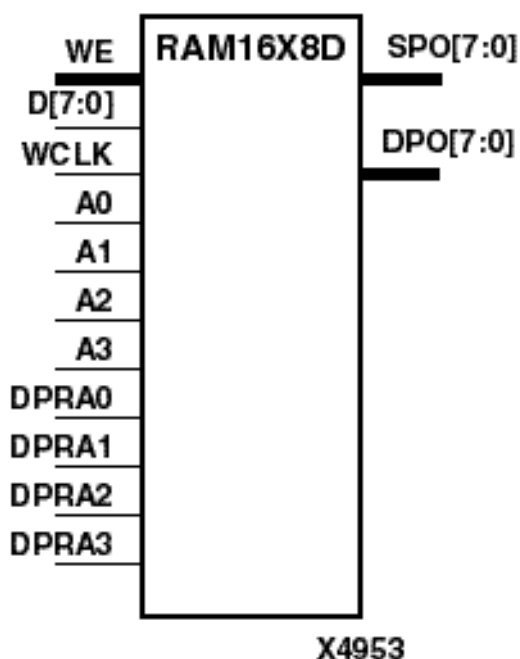 WE
RAM16X8D
SPO[7:0]
D[7:0]
DPO[7:0]
WCLK
A0
A1
A2
A3
DPRA0
DPRA1
DPRA2
DPRA3
X4953